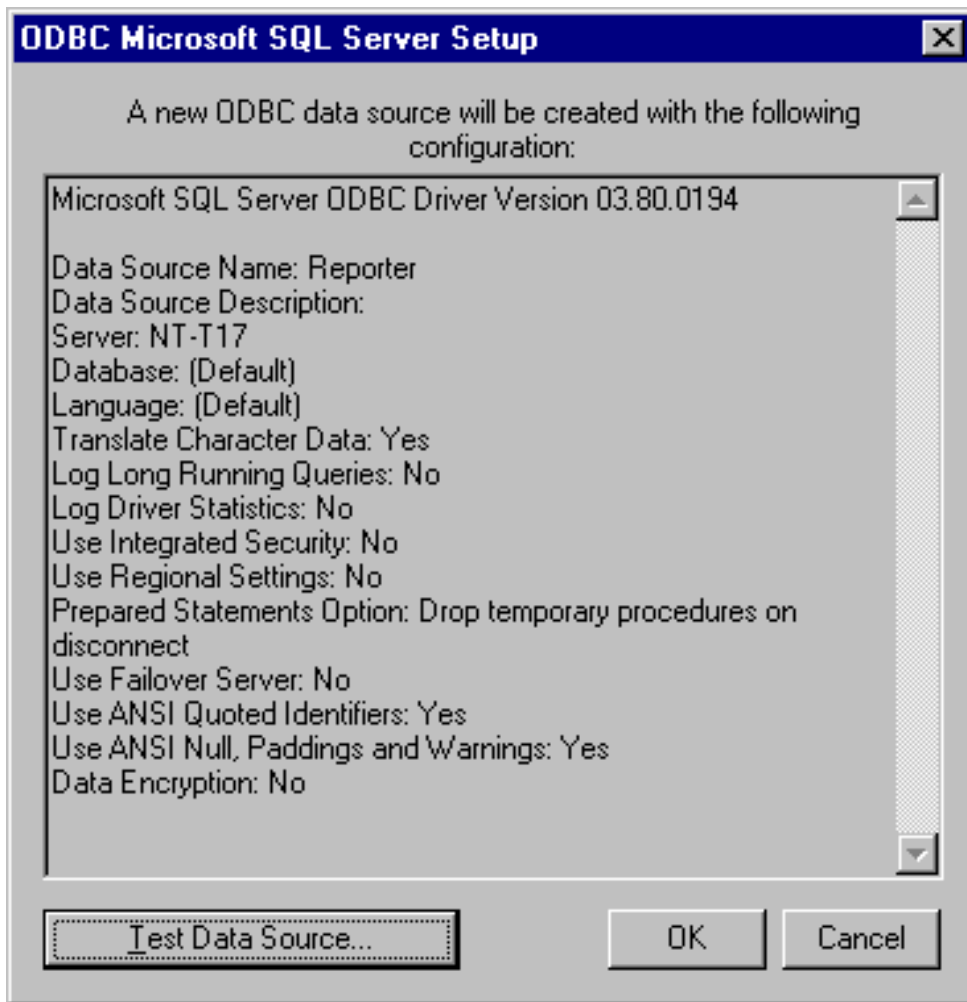 ODBC Microsoft SQL Server Setup
A new ODBC data source will be created with the following
configuration:
Microsoft SQL Server ODBC Driver Version 03.80.0194
Data Source Name: Reporter
Data Source Description:
Server: NT-T17
Database: (Default)
Language: (Default)
Translate Character Data: Yes
Log Long Running Queries: No
Log Driver Statistics: No
Use Integrated Security: No
Use Regional Settings: No
Prepared Statements Option: Drop temporary procedures on
disconnect
Use Failover Server: No
Use ANSI Quoted Identifiers: Yes
Use ANSI Null, Paddings and Warnings: Yes
Data Encryption: No
Test Data Source... OK Cancel